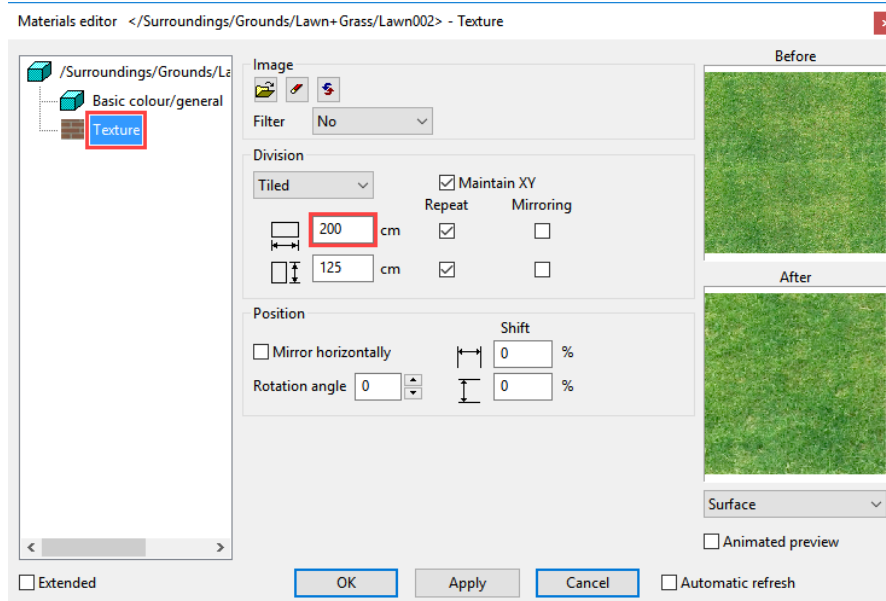 Materials editor </Surroundings/Grounds/Lawn+Grass/Lawn002> - Texture
/Surroundings/Grounds/La
Basic colour/general
Texture
Image
Filter No
Division
Tiled Maintain XY
Repeat Mirroring
200 cm
125 cm
Position
Shift
Mirror horizontally 0 %
Rotation angle 0 0 %
Before
After
Surface
Animated preview
Extended OK Apply Cancel Automatic refresh